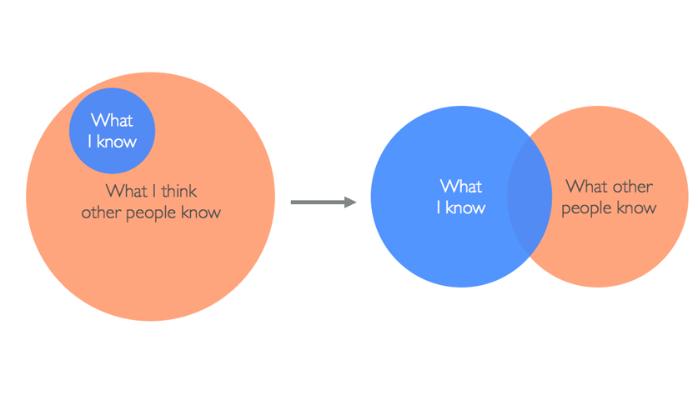 What
I know
What I think
other people know
What
I know
What other
people know